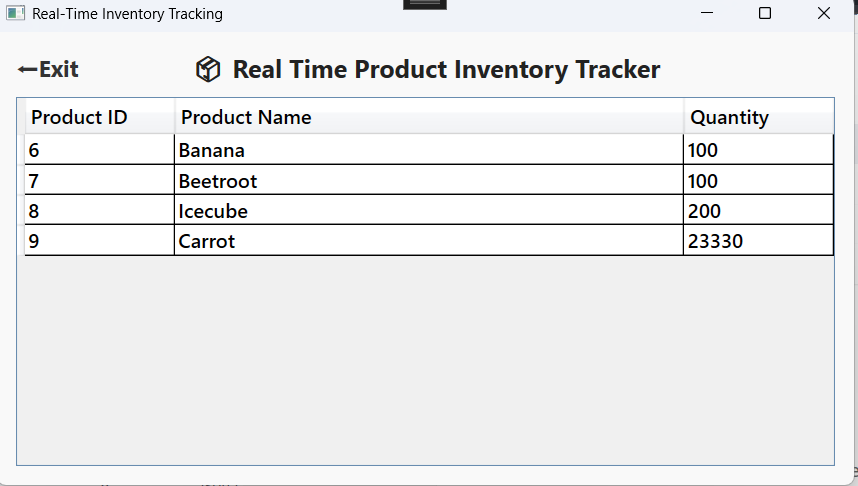 Real-Time Inventory Tracking
Exit Real Time Product Inventory Tracker
Product ID Product Name Quantity
6 Banana 100
7 Beetroot 100
8 Icecube 200
9 Carrot 23330